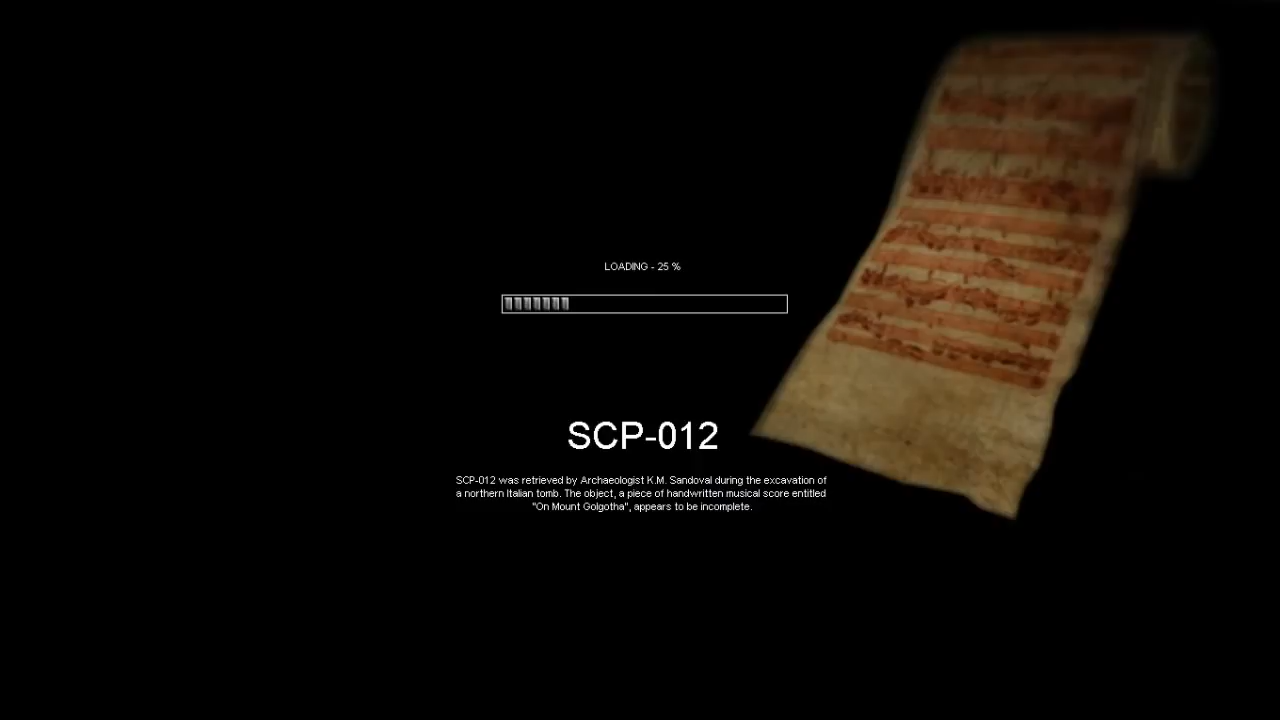 LOADING - 25 %
SCP-012
SCP-012 was retrieved by Archaeologist K.M. Sandoval during the excavation of
a northern Italian tomb. The object, a piece of handwritten musical score entitled
"On Mount Golgotha", appears to be incomplete.